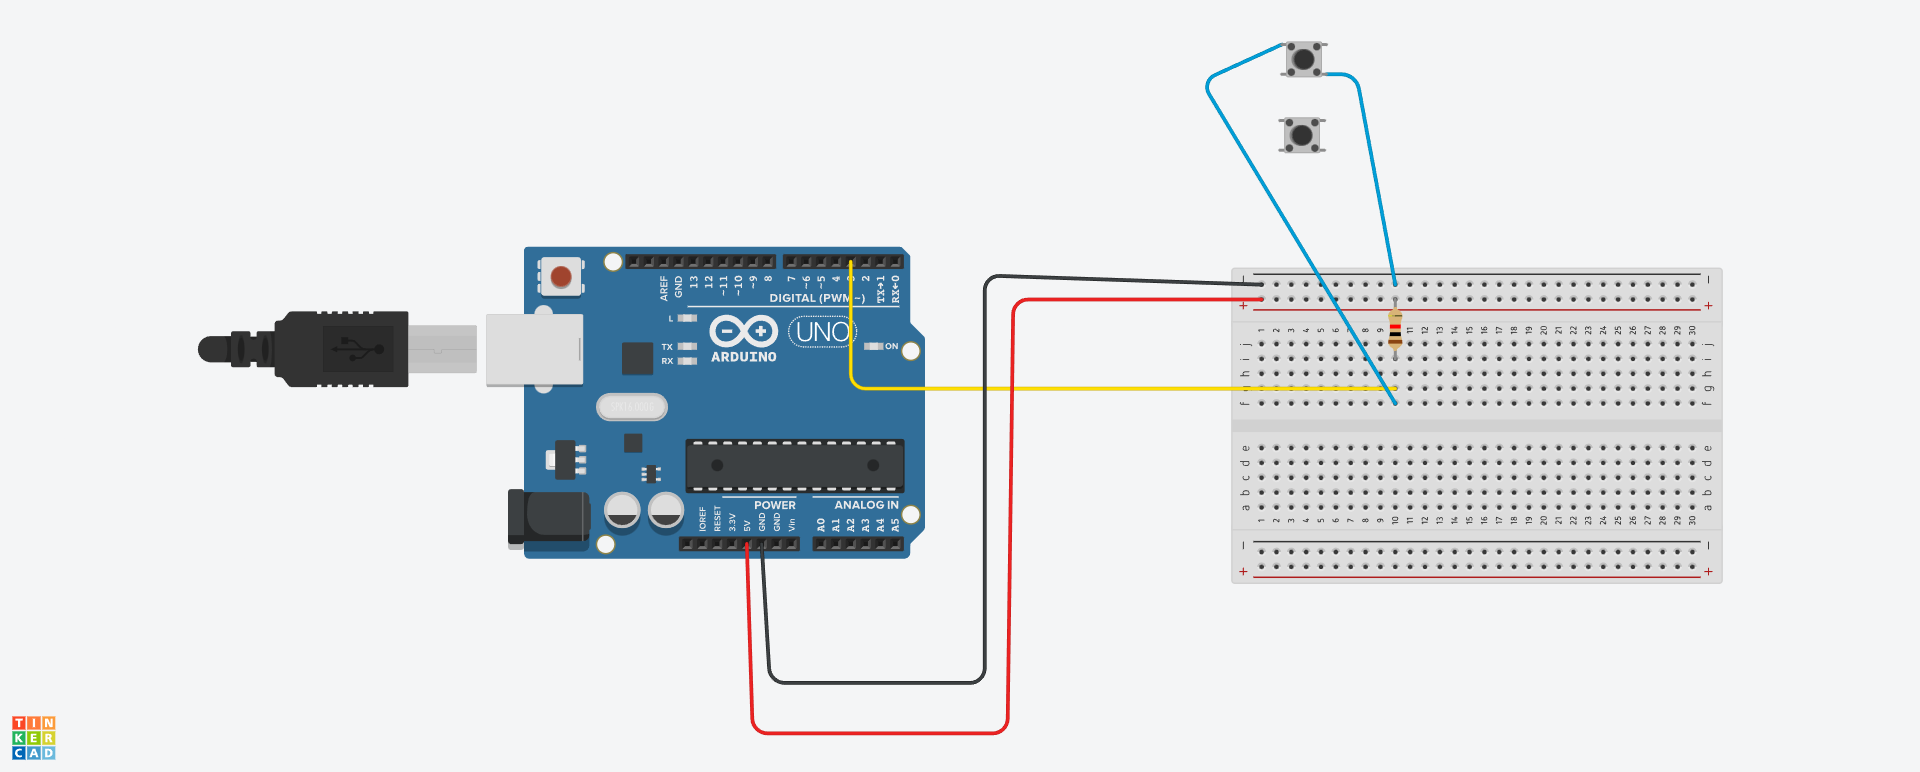 AREF
GND
13
12
~11
~10
~9
8
7
~6
~5
4
2
TX→1
RX←0
DIGITAL (PWM~)
L
TX
RX
UNO
ON
ARDUINO
POWER
ANALOG IN
IOREF
RESET
3.3V
5V
GND
GND
Vin
A0
A1
A2
A3
A4
A5
1 2 3 4 5 6 7 8 9 10 11 12 13 14 15 16 17 18 19 20 21 22 23 24 25 26 27 28 29 30
j j
i i
h h
g
f f
e e
d d
c c
b b
a a
1 2 3 4 5 6 7 8 9 10 11 12 13 14 15 16 17 18 19 20 21 22 23 24 25 26 27 28 29 30
TIN
KER
CAD